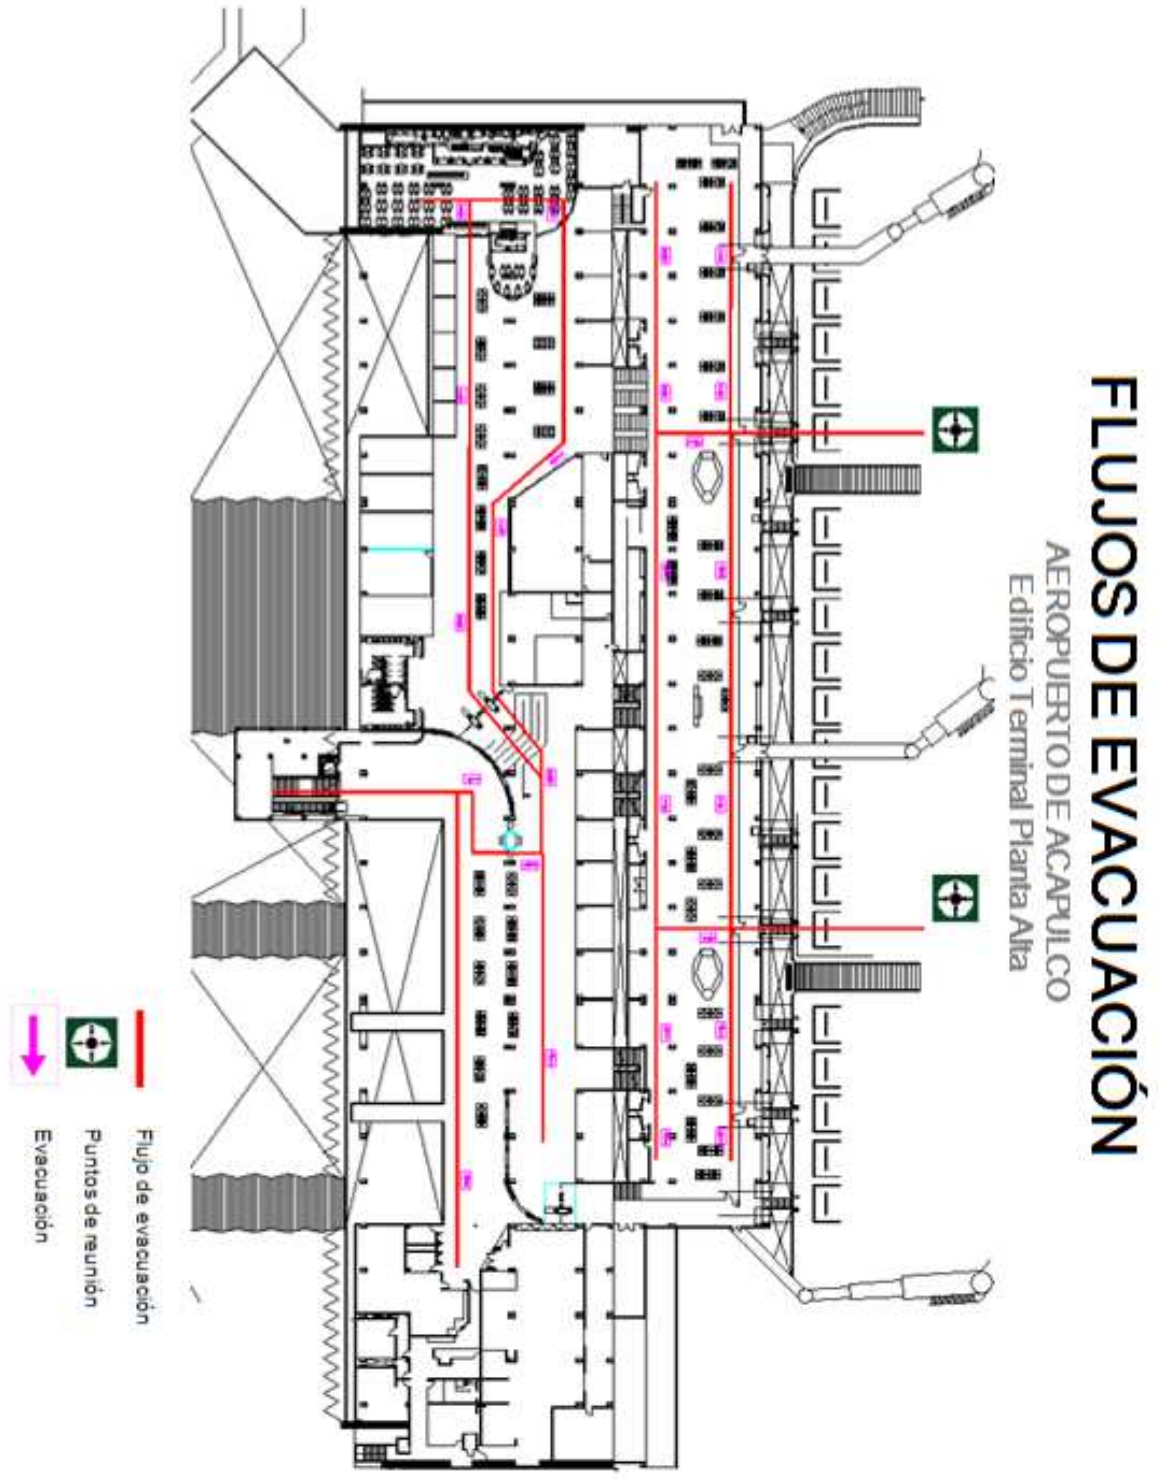 FLUJOS DE EVACUACIÓN
AEROPUERTO DE ACAPULCO
Edificio Terminal Planta Alta
Flujo de evacuación
Puntos de reunión
Evacuación